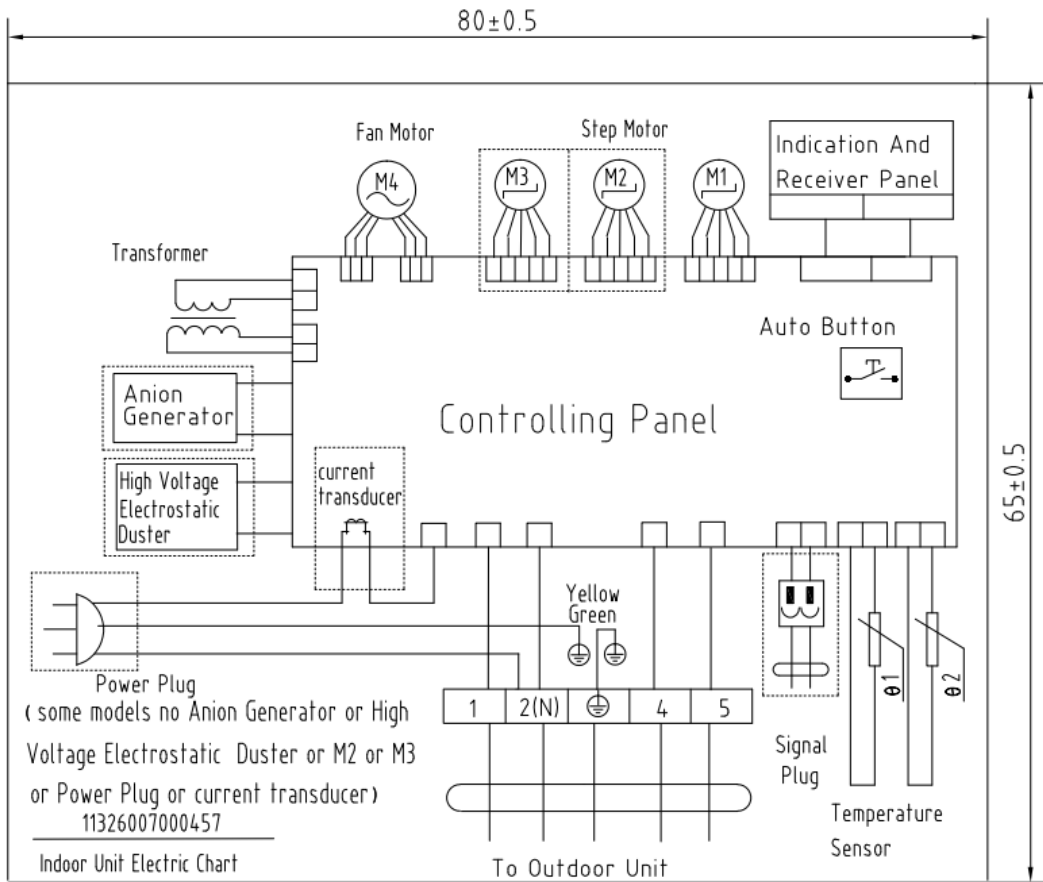 80±0.5
Fan Motor
Step Motor
Indication And
Receiver Panel
M4
M3
M2
M1
Transformer
Auto Button
Anion
Generator
Controlling Panel
65±0.5
current
transducer
High Voltage
Electrostatic
Duster
Yellow
Green
θ1
θ2
Power Plug
1
2(N)
4
5
( some models no Anion Generator or High
Voltage Electrostatic Duster or M2 or M3
or Power Plug or current transducer)
Signal
Plug
11326007000457
Temperature
Sensor
Indoor Unit Electric Chart
To Outdoor Unit